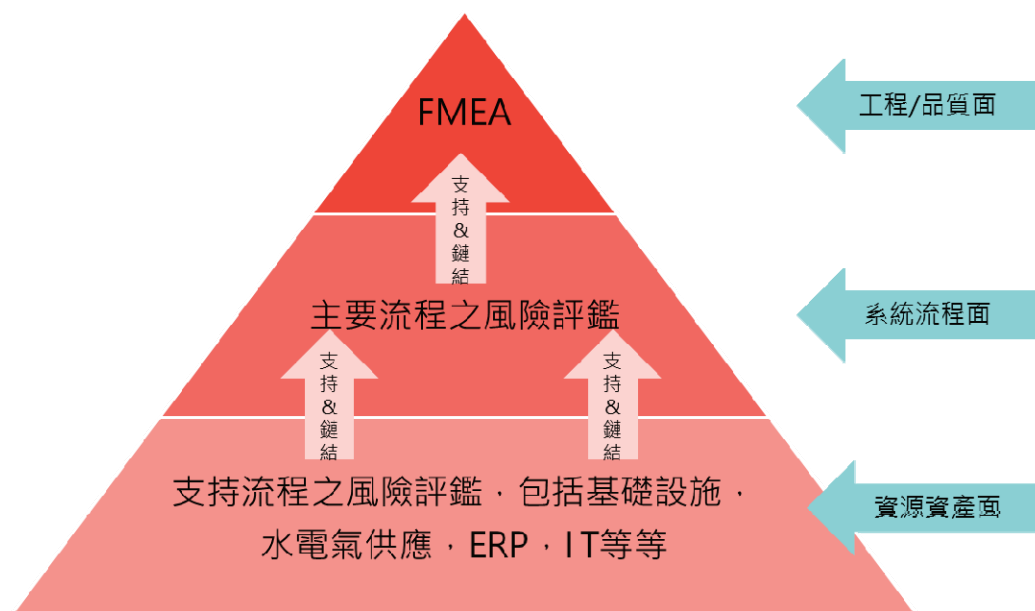 FMEA
工程/品質面
支持&鏈結
主要流程之風險評鑑
系統流程面
支持&鏈結
支持&鏈結
支持流程之風險評鑑，包括基礎設施，
水電氣供應，ERP，IT等等
資源資產面